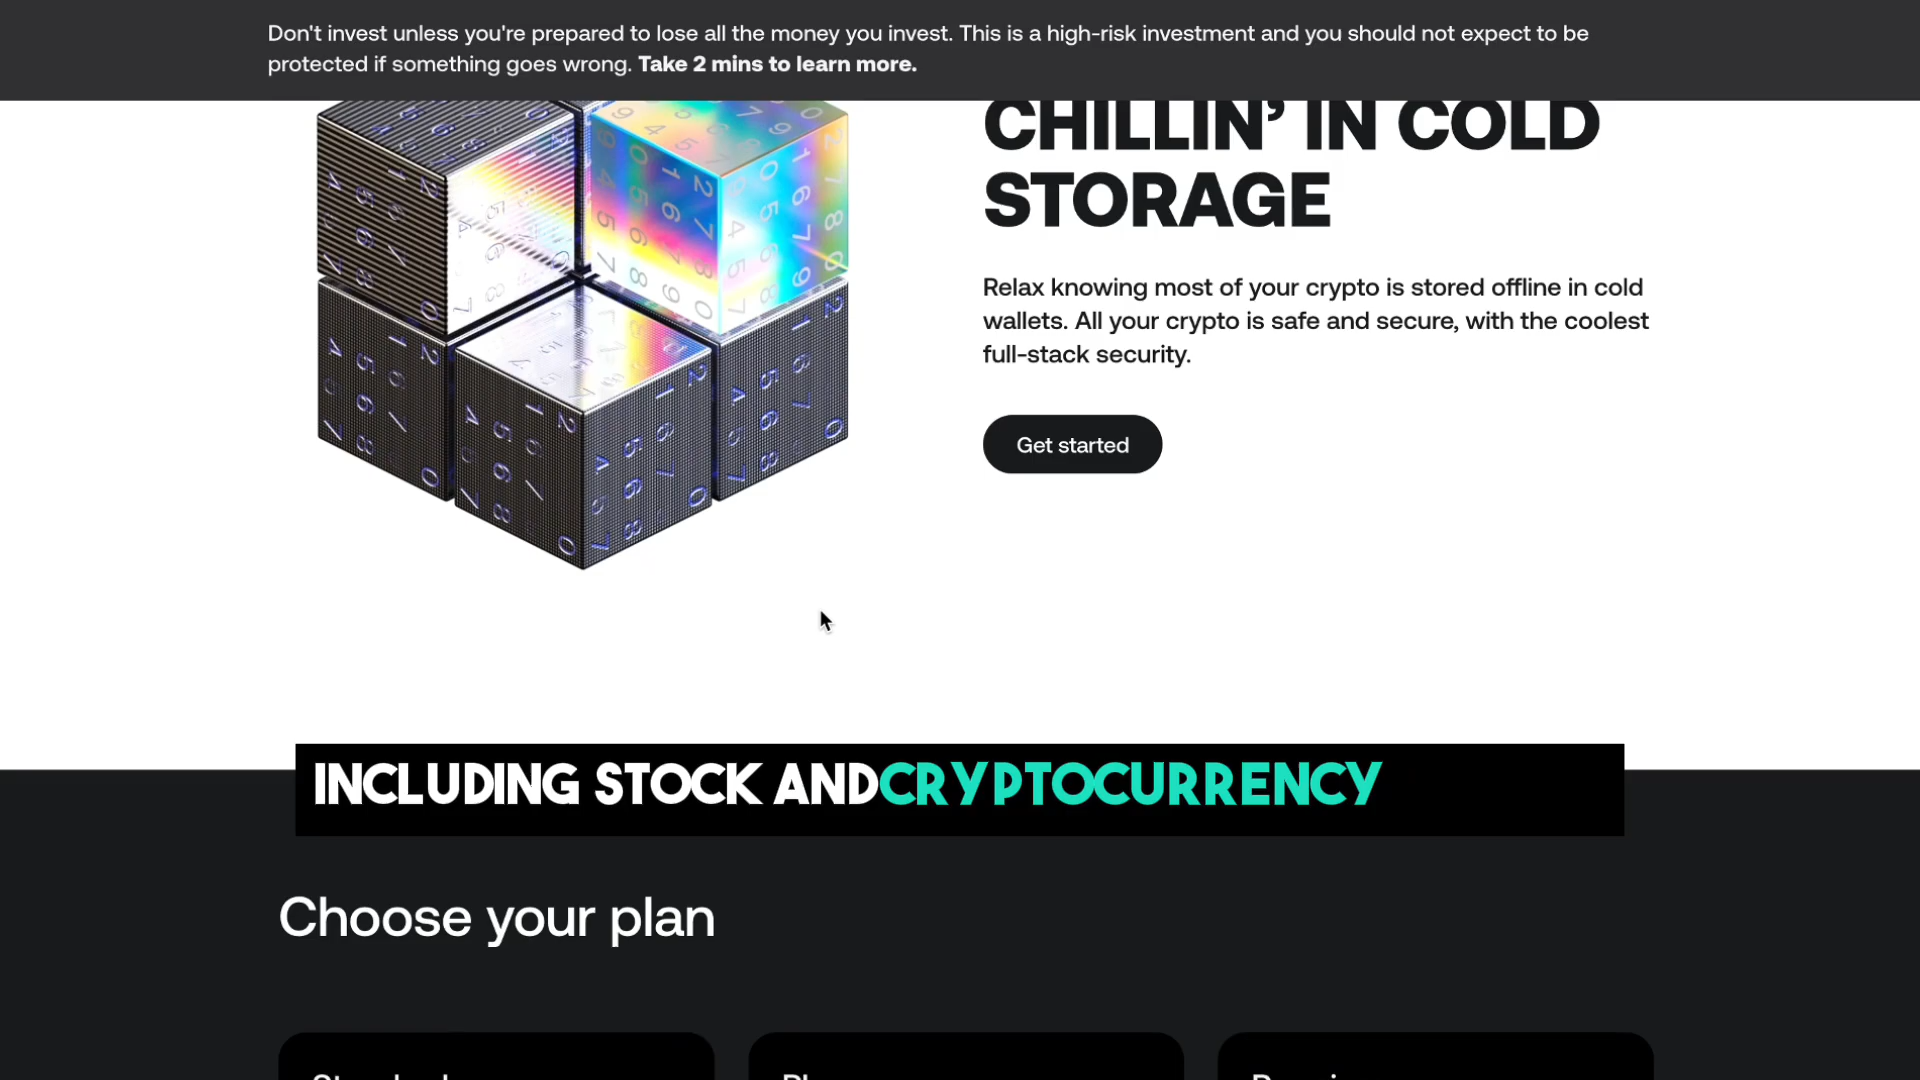 Don't invest unless you're prepared to lose all the money you invest. This is a high-risk investment and you should not expect to be
protected if something goes wrong. Take 2 mins to learn more.
CHILLIN' IN COLD
STORAGE
Relax knowing most of your crypto is stored offline in cold
wallets. All your crypto is safe and secure, with the coolest
full-stack security.
Get started
INCLUDING STOCK AND CRYPTOCURRENCY
Choose your plan